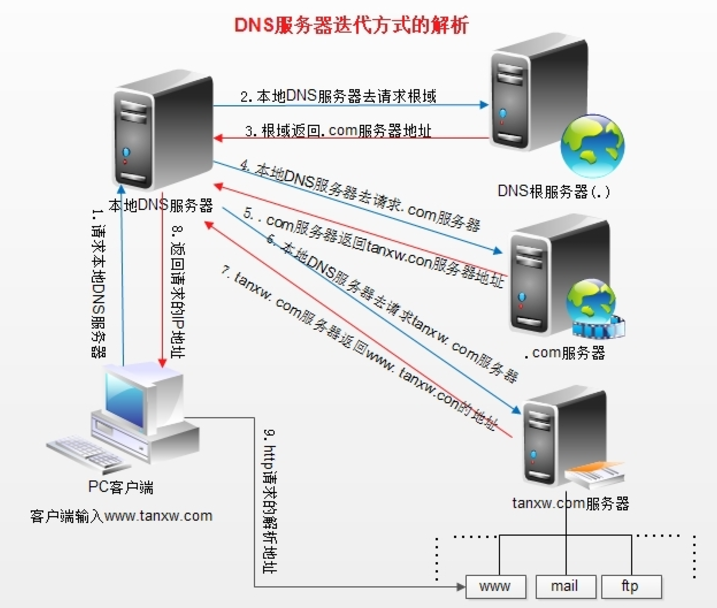 DNS服务器迭代方式的解析
2.本地DNS服务器去请求根域
3.根域返回.com服务器地址
DNS根服务器(.)
4.本地DNS服务器去请求.com服务器
本地DNS服务器
5..com服务器返回tanxw.con服务器地址
6.本地DNS服务器去请求tanxw.com服务器
7.tanxw.com服务器返回www.tanxw.con的地址
1.请求本地DNS服务器
8.返回请求的IP地址
.com服务器
9.http请求的解析地址
PC客户端
客户端输入www.tanxw.com
tanxw.com服务器
www
mail
ftp